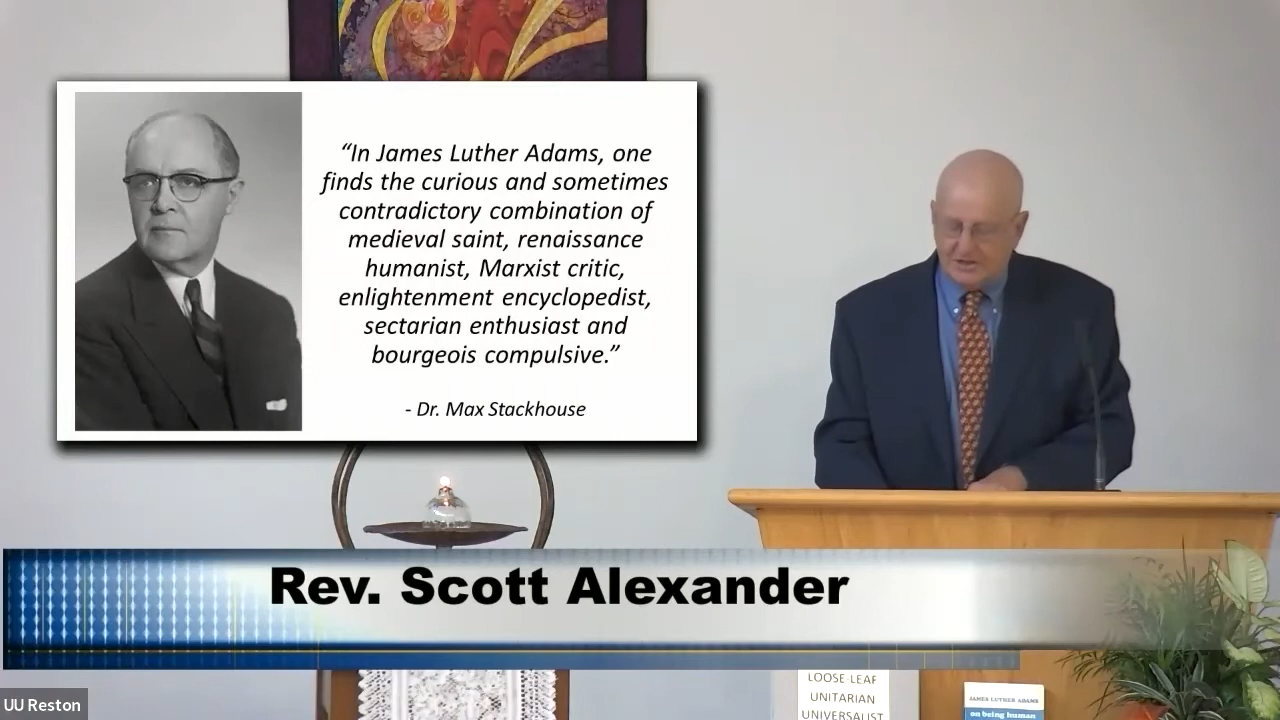 “In James Luther Adams, one
finds the curious and sometimes
contradictory combination of
medieval saint, renaissance
humanist, Marxist critic,
enlightenment encyclopedist,
sectarian enthusiast and
bourgeois compulsive.”
- Dr. Max Stackhouse
Rev. Scott Alexander
LOOSE-LEAF
UNITARIAN
UNIVERSALIST
JAMES LUTHER ADAMS
on being human
UU Reston